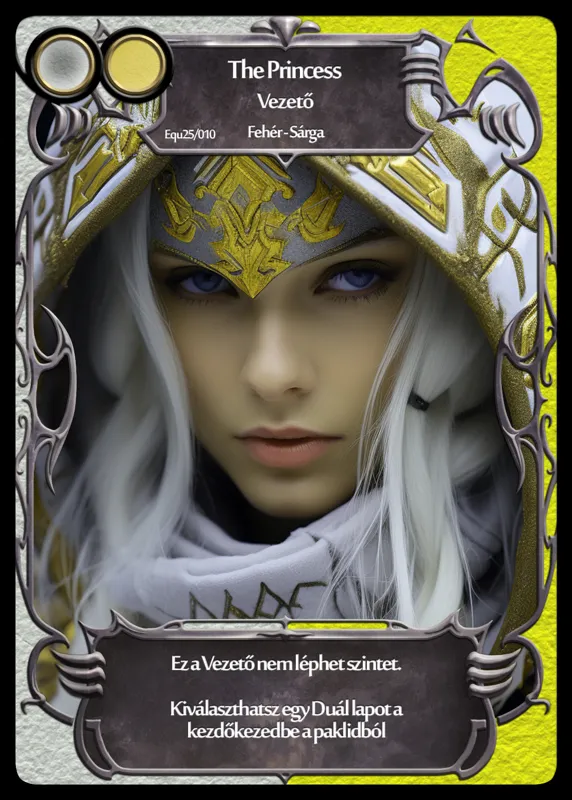 The Princess
Vezető
Equ25/010 Fehér-Sárga
Ez a Vezető nem léphet szintet.
Kiválaszthatsz egy Duál lapot a
kezdőkezedbe a paklidból